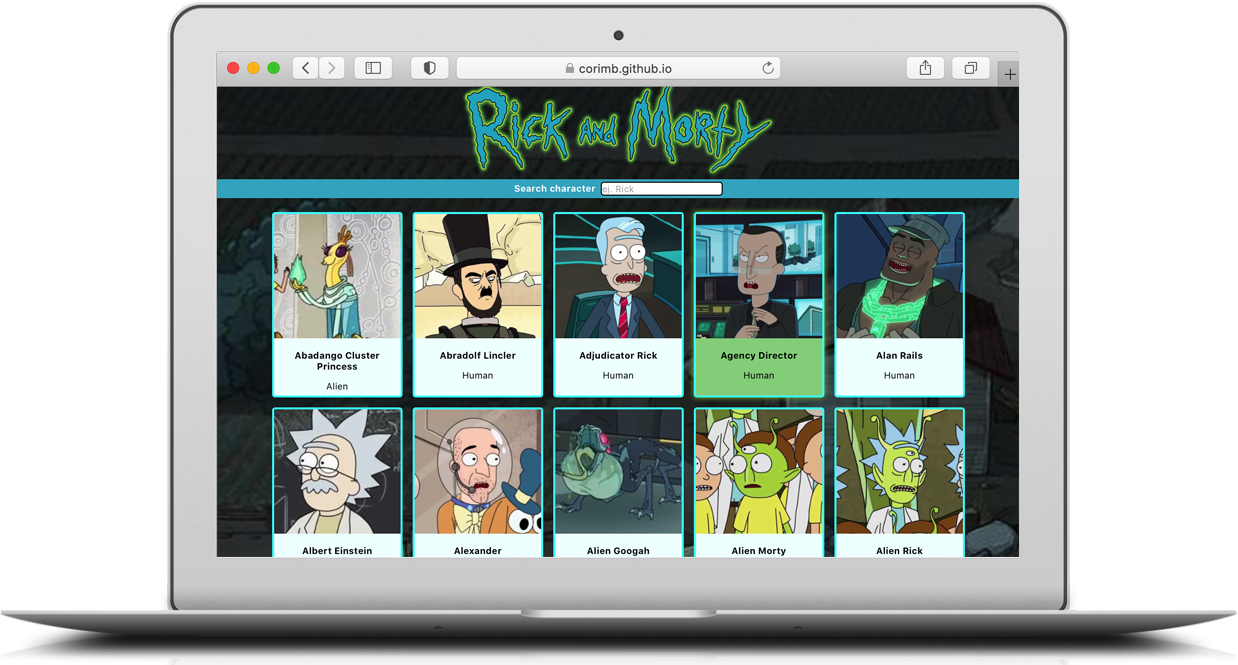 corimb.github.io
Rick and Morty
Search character ej. Rick
Abadango Cluster
Princess
Alien
Abradolf Lincler
Human
Adjudicator Rick
Human
Agency Director
Human
Alan Rails
Human
Albert Einstein
Alexander
Alien Googah
Alien Morty
Alien Rick